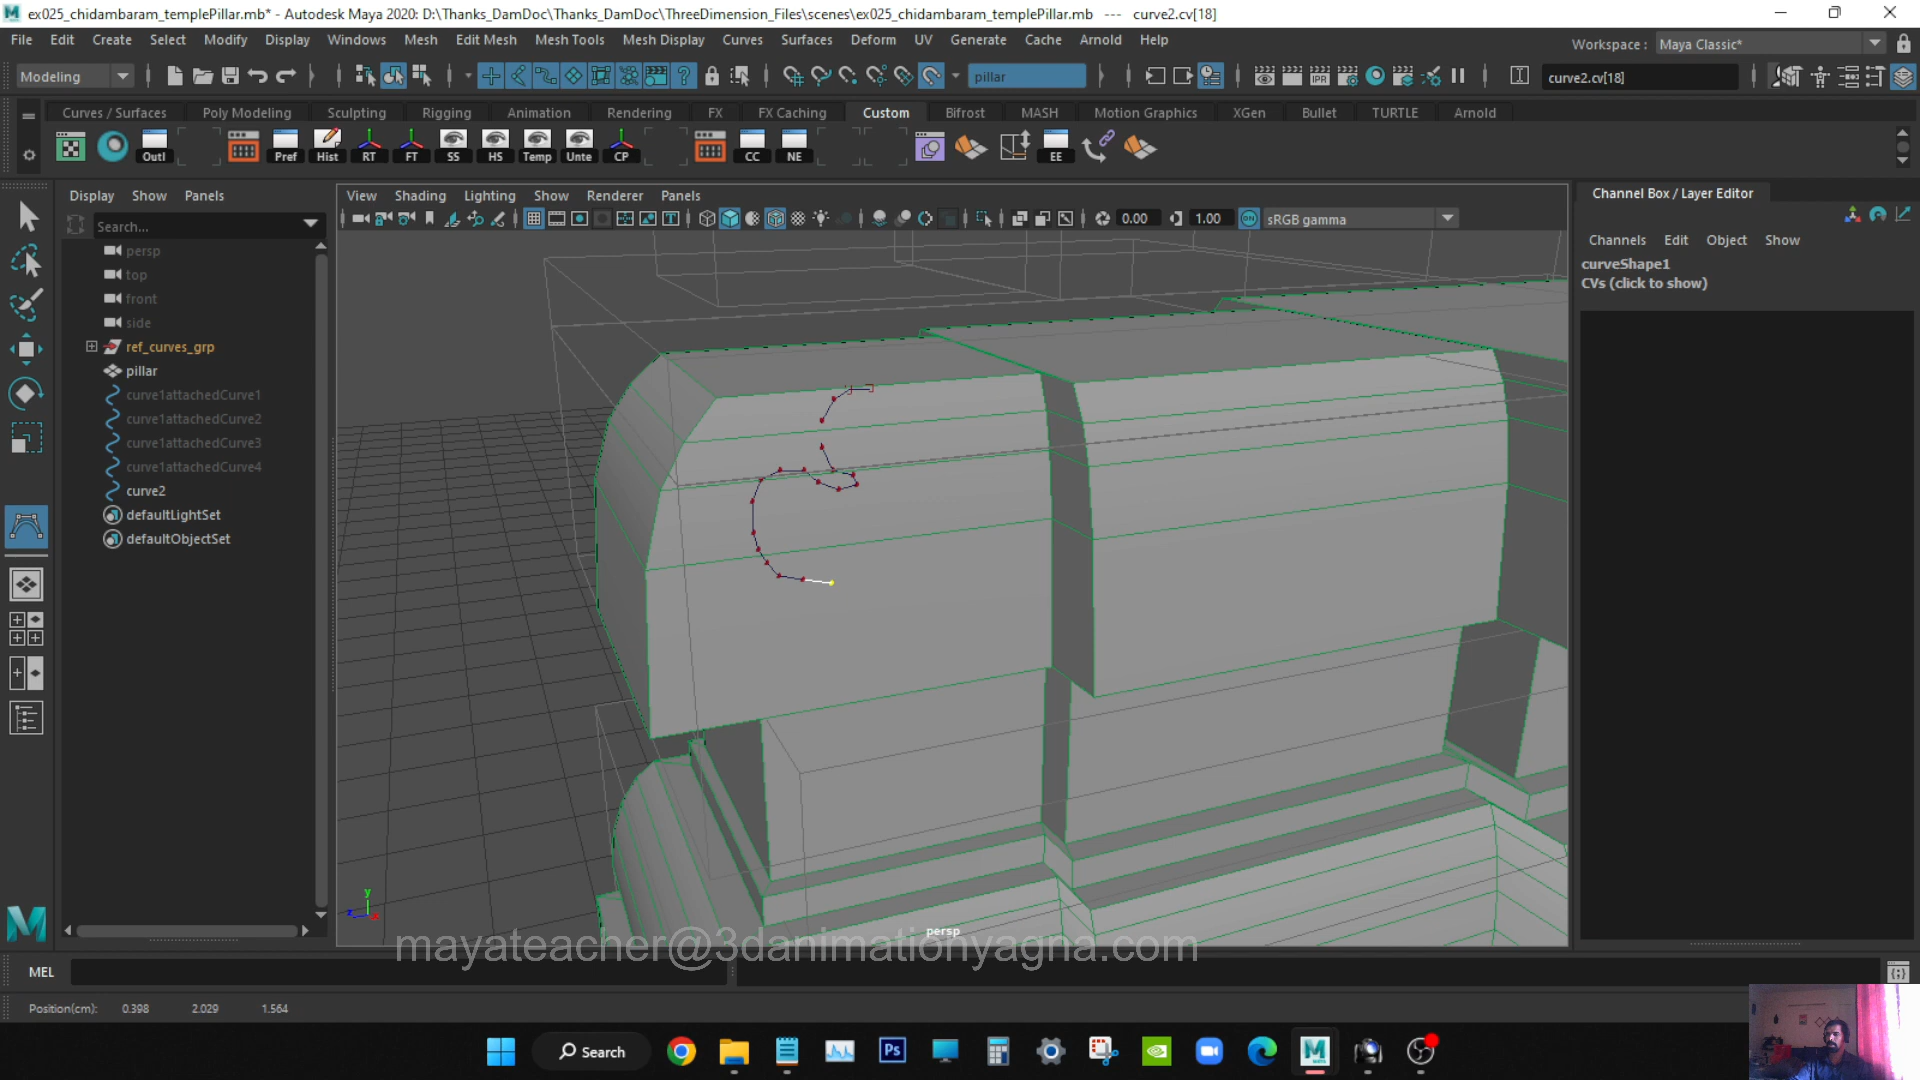 ex025_chidambaram_templePillar.mb* - Autodesk Maya 2020: D:\Thanks_DamDoc\Thanks_DamDoc\ThreeDimension_Files\scenes\ex025_chidambaram_templePillar.mb --- curve2.cv[18]
File Edit Create Select Modify Display Windows Mesh Edit Mesh Mesh Tools Mesh Display Curves Surfaces Deform UV Generate Cache Arnold Help
Workspace : Maya Classic*
Modeling
pillar
IPR
curve2.cv[18]
Curves / Surfaces Poly Modeling Sculpting Rigging Animation Rendering FX FX Caching Custom Bifrost MASH Motion Graphics XGen Bullet TURTLE Arnold
Outl Pref Hist RT FT SS HS Temp Unte CP CC NE EE
Display Show Panels
View Shading Lighting Show Renderer Panels
Channel Box / Layer Editor
Search...
0.00 1.00 ON sRGB gamma
Channels Edit Object Show
persp
top
front
side
ref_curves_grp
pillar
curve1attachedCurve1
curve1attachedCurve2
curve1attachedCurve3
curve1attachedCurve4
curve2
defaultLightSet
defaultObjectSet
curveShape1
CVs (click to show)
y
z
x
persp
mayateacher@3danimationyagna.com
MEL
Position(cm): 0.398 2.029 1.564
Search
Ps
M